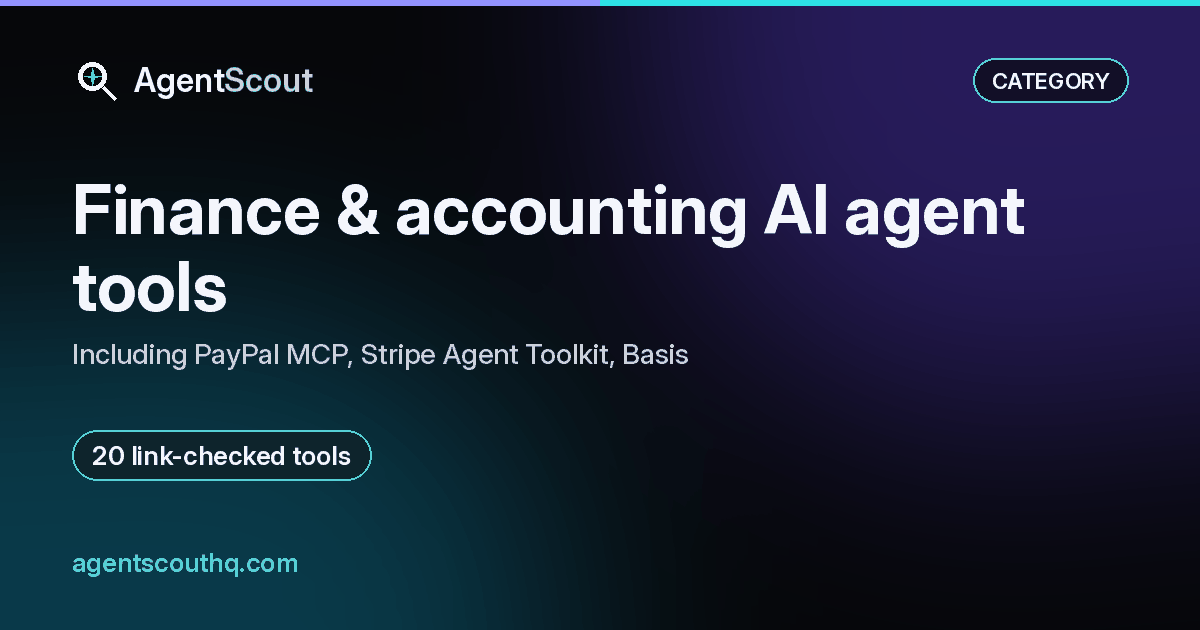 AgentScout
CATEGORY
Finance & accounting AI agent
tools
Including PayPal MCP, Stripe Agent Toolkit, Basis
20 link-checked tools
agentscouthq.com